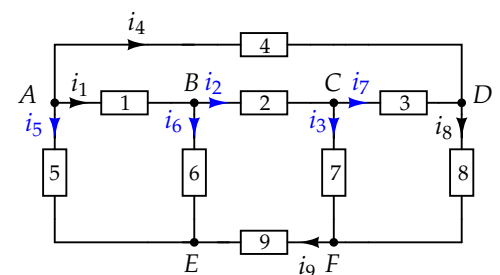 i₄
4
A i₁ B i₂ C i₇ D
1 2 3
i₅ i₆ i₃ i₈
5 6 7 8
9
E i₉ F